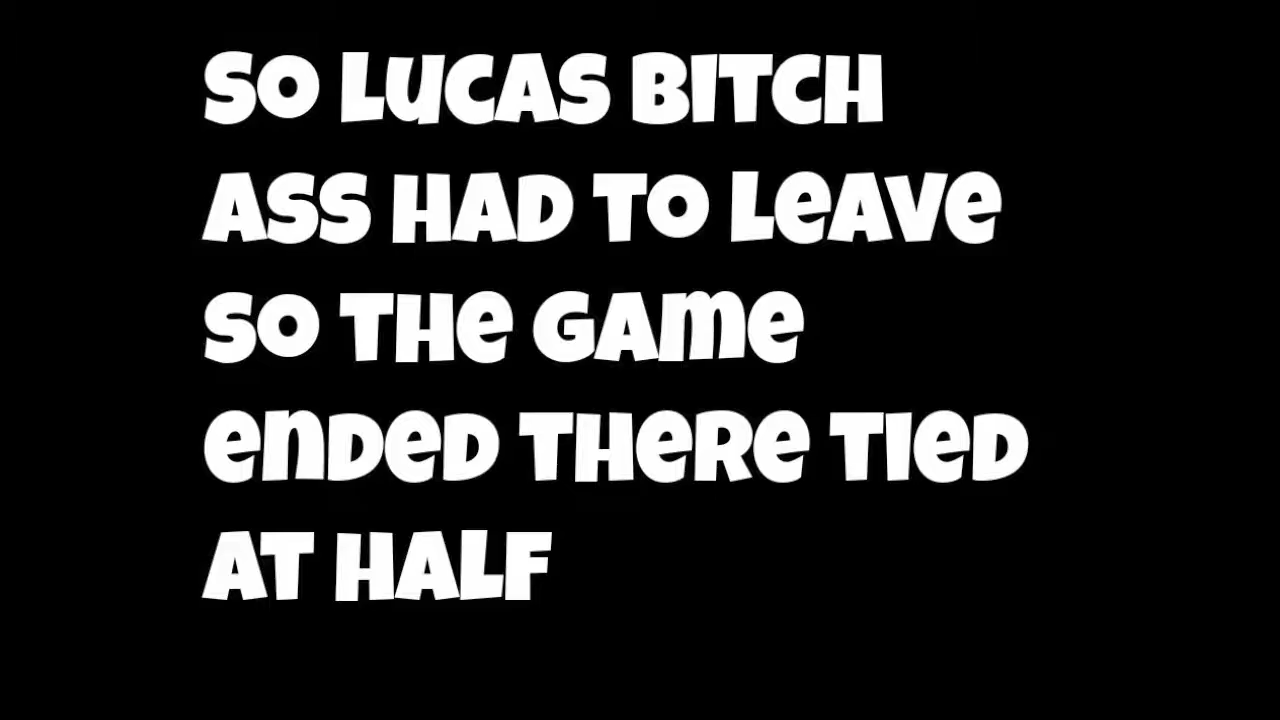 SO LUCAS BITCH
ASS HAD TO LEAVE
SO THE GAME
ENDED THERE TIED
AT HALF